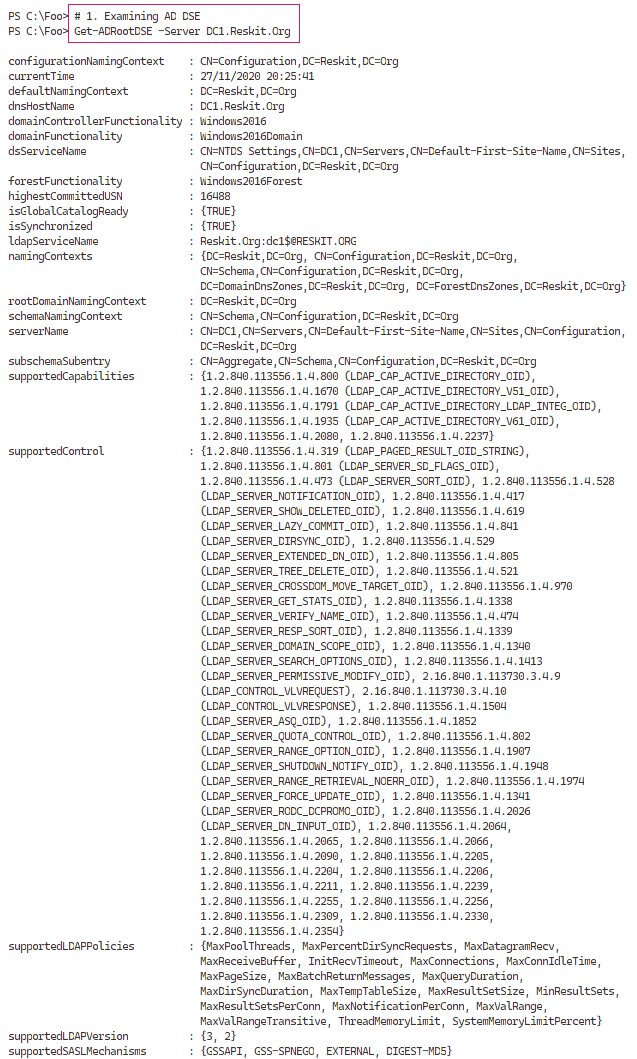 PS C:\Foo> # 1. Examining AD DSE
PS C:\Foo> Get-ADRootDSE -Server DC1.Reskit.Org
configurationNamingContext : CN=Configuration,DC=Reskit,DC=Org
currentTime : 27/11/2020 20:25:41
defaultNamingContext : DC=Reskit,DC=Org
dnsHostName : DC1.Reskit.Org
domainControllerFunctionality : Windows2016
domainFunctionality : Windows2016Domain
dsServiceName : CN=NTDS Settings,CN=DC1,CN=Servers,CN=Default-First-Site-Name,CN=Sites,
CN=Configuration,DC=Reskit,DC=Org
forestFunctionality : Windows2016Forest
highestCommittedUSN : 16488
isGlobalCatalogReady : {TRUE}
isSynchronized : {TRUE}
ldapServiceName : Reskit.Org:dc1$@RESKIT.ORG
namingContexts : {DC=Reskit,DC=Org, CN=Configuration,DC=Reskit,DC=Org,
CN=Schema,CN=Configuration,DC=Reskit,DC=Org,
DC=DomainDnsZones,DC=Reskit,DC=Org, DC=ForestDnsZones,DC=Reskit,DC=Org}
rootDomainNamingContext : DC=Reskit,DC=Org
schemaNamingContext : CN=Schema,CN=Configuration,DC=Reskit,DC=Org
serverName : CN=DC1,CN=Servers,CN=Default-First-Site-Name,CN=Sites,CN=Configuration,
DC=Reskit,DC=Org
subschemaSubentry : CN=Aggregate,CN=Schema,CN=Configuration,DC=Reskit,DC=Org
supportedCapabilities : {1.2.840.113556.1.4.800 (LDAP_CAP_ACTIVE_DIRECTORY_OID),
1.2.840.113556.1.4.1670 (LDAP_CAP_ACTIVE_DIRECTORY_V51_OID),
1.2.840.113556.1.4.1791 (LDAP_CAP_ACTIVE_DIRECTORY_LDAP_INTEG_OID),
1.2.840.113556.1.4.1935 (LDAP_CAP_ACTIVE_DIRECTORY_V61_OID),
1.2.840.113556.1.4.2080, 1.2.840.113556.1.4.2237}
supportedControl : {1.2.840.113556.1.4.319 (LDAP_PAGED_RESULT_OID_STRING),
1.2.840.113556.1.4.801 (LDAP_SERVER_SD_FLAGS_OID),
1.2.840.113556.1.4.473 (LDAP_SERVER_SORT_OID), 1.2.840.113556.1.4.528
(LDAP_SERVER_NOTIFICATION_OID), 1.2.840.113556.1.4.417
(LDAP_SERVER_SHOW_DELETED_OID), 1.2.840.113556.1.4.619
(LDAP_SERVER_LAZY_COMMIT_OID), 1.2.840.113556.1.4.841
(LDAP_SERVER_DIRSYNC_OID), 1.2.840.113556.1.4.529
(LDAP_SERVER_EXTENDED_DN_OID), 1.2.840.113556.1.4.805
(LDAP_SERVER_TREE_DELETE_OID), 1.2.840.113556.1.4.521
(LDAP_SERVER_CROSSDOM_MOVE_TARGET_OID), 1.2.840.113556.1.4.970
(LDAP_SERVER_GET_STATS_OID), 1.2.840.113556.1.4.1338
(LDAP_SERVER_VERIFY_NAME_OID), 1.2.840.113556.1.4.474
(LDAP_SERVER_RESP_SORT_OID), 1.2.840.113556.1.4.1339
(LDAP_SERVER_DOMAIN_SCOPE_OID), 1.2.840.113556.1.4.1340
(LDAP_SERVER_SEARCH_OPTIONS_OID), 1.2.840.113556.1.4.1413
(LDAP_SERVER_PERMISSIVE_MODIFY_OID), 2.16.840.1.113730.3.4.9
(LDAP_CONTROL_VLVREQUEST), 2.16.840.1.113730.3.4.10
(LDAP_CONTROL_VLVRESPONSE), 1.2.840.113556.1.4.1504
(LDAP_SERVER_ASQ_OID), 1.2.840.113556.1.4.1852
(LDAP_SERVER_QUOTA_CONTROL_OID), 1.2.840.113556.1.4.802
(LDAP_SERVER_RANGE_OPTION_OID), 1.2.840.113556.1.4.1907
(LDAP_SERVER_SHUTDOWN_NOTIFY_OID), 1.2.840.113556.1.4.1948
(LDAP_SERVER_RANGE_RETRIEVAL_NOERR_OID), 1.2.840.113556.1.4.1974
(LDAP_SERVER_FORCE_UPDATE_OID), 1.2.840.113556.1.4.1341
(LDAP_SERVER_RODC_DCPROMO_OID), 1.2.840.113556.1.4.2026
(LDAP_SERVER_DN_INPUT_OID), 1.2.840.113556.1.4.2064,
1.2.840.113556.1.4.2065, 1.2.840.113556.1.4.2066,
1.2.840.113556.1.4.2090, 1.2.840.113556.1.4.2205,
1.2.840.113556.1.4.2204, 1.2.840.113556.1.4.2206,
1.2.840.113556.1.4.2211, 1.2.840.113556.1.4.2239,
1.2.840.113556.1.4.2255, 1.2.840.113556.1.4.2256,
1.2.840.113556.1.4.2309, 1.2.840.113556.1.4.2330,
1.2.840.113556.1.4.2354}
supportedLDAPPolicies : {MaxPoolThreads, MaxPercentDirSyncRequests, MaxDatagramRecv,
MaxReceiveBuffer, InitRecvTimeout, MaxConnections, MaxConnIdleTime,
MaxPageSize, MaxBatchReturnMessages, MaxQueryDuration,
MaxDirSyncDuration, MaxTempTableSize, MaxResultSetSize, MinResultSets,
MaxResultSetsPerConn, MaxNotificationPerConn, MaxValRange,
MaxValRangeTransitive, ThreadMemoryLimit, SystemMemoryLimitPercent}
supportedLDAPVersion : {3, 2}
supportedSASLMechanisms : {GSSAPI, GSS-SPNEGO, EXTERNAL, DIGEST-MD5}